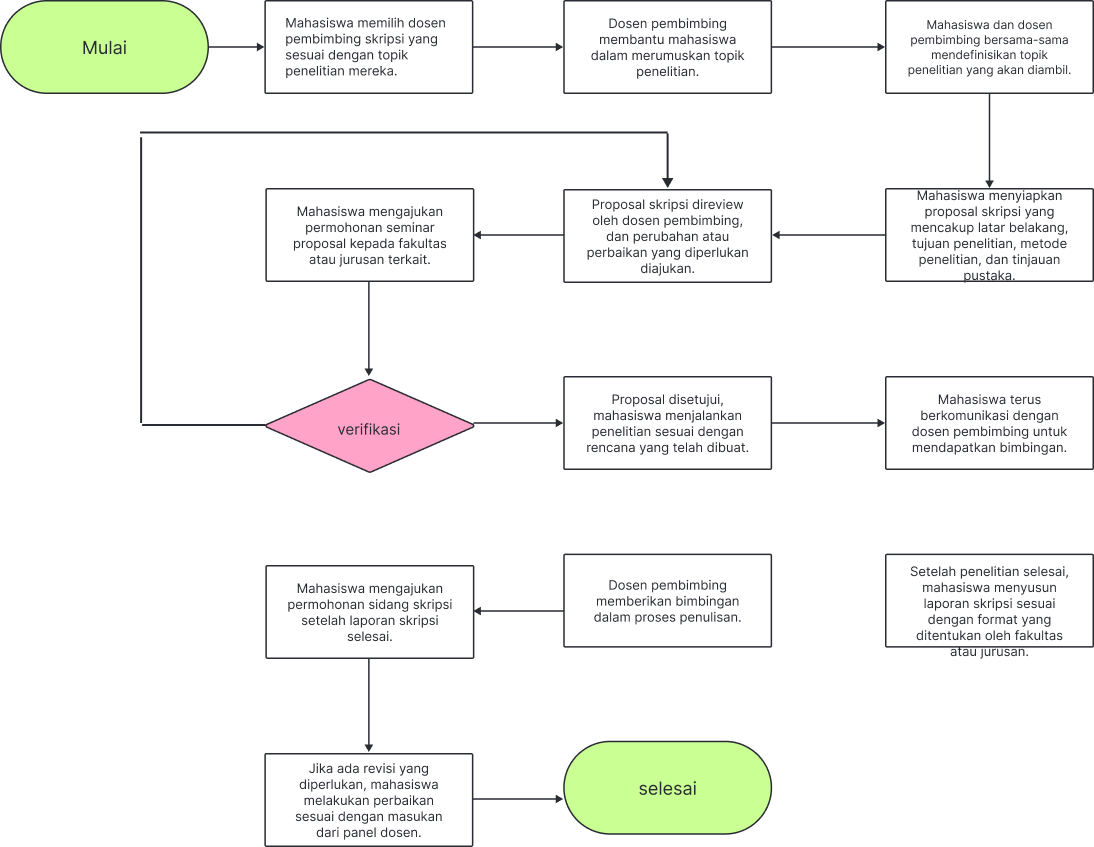 Mulai
Mahasiswa memilih dosen
pembimbing skripsi yang
sesuai dengan topik
penelitian mereka.
Dosen pembimbing
membantu mahasiswa
dalam merumuskan topik
penelitian.
Mahasiswa dan dosen
pembimbing bersama-sama
mendefinisikan topik
penelitian yang akan diambil.
Mahasiswa menyiapkan
proposal skripsi yang
mencakup latar belakang,
tujuan penelitian, metode
penelitian, dan tinjauan
pustaka.
Proposal skripsi direview
oleh dosen pembimbing,
dan perubahan atau
perbaikan yang diperlukan
diajukan.
Mahasiswa mengajukan
permohonan seminar
proposal kepada fakultas
atau jurusan terkait.
verifikasi
Proposal disetujui,
mahasiswa menjalankan
penelitian sesuai dengan
rencana yang telah dibuat.
Mahasiswa terus
berkomunikasi dengan
dosen pembimbing untuk
mendapatkan bimbingan.
Setelah penelitian selesai,
mahasiswa menyusun
laporan skripsi sesuai
dengan format yang
ditentukan oleh fakultas
atau jurusan.
Dosen pembimbing
memberikan bimbingan
dalam proses penulisan.
Mahasiswa mengajukan
permohonan sidang skripsi
setelah laporan skripsi
selesai.
Jika ada revisi yang
diperlukan, mahasiswa
melakukan perbaikan
sesuai dengan masukan
dari panel dosen.
selesai